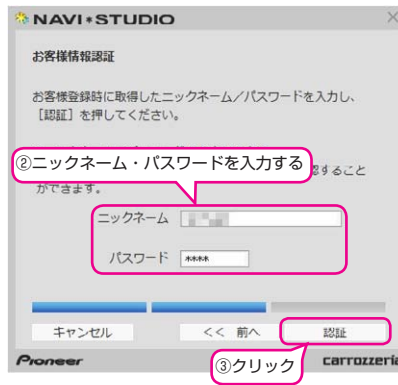 NAVI*STUDIO
お客様情報認証
お客様登録時に取得したニックネーム／パスワードを入力し、
［認証］を押してください。
②ニックネーム・パスワードを入力する
認すること
ができます。
ニックネーム
パスワード ****
キャンセル << 前へ 認証
Pioneer ③クリック carrozzeria